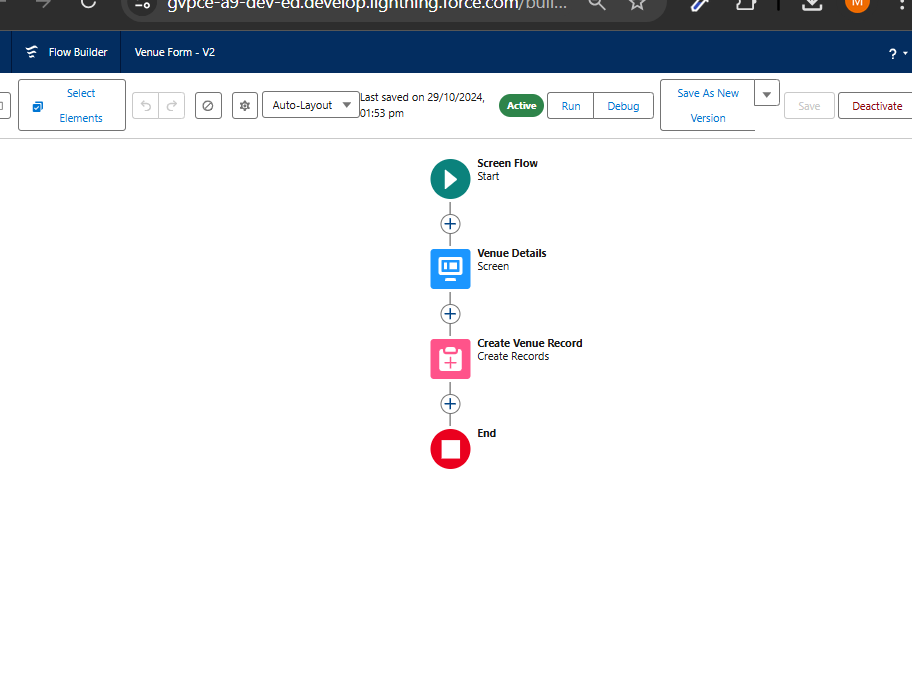 gvpce-a9-dev-ed.develop.lightning.force.com/buil...
M
Flow Builder
Venue Form - V2
?
Select Elements
Auto-Layout
Last saved on 29/10/2024,
01:53 pm
Active
Run
Debug
Save As New
Version
Save
Deactivate
Screen Flow
Start
Venue Details
Screen
Create Venue Record
Create Records
End